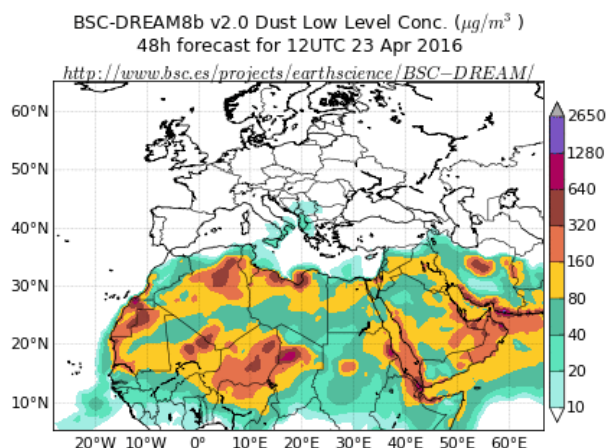 BSC-DREAM8b v2.0 Dust Low Level Conc. (μg/m³ )
48h forecast for 12UTC 23 Apr 2016
http://www.bsc.es/projects/earthscience/BSC−DREAM/
60°N
50°N
40°N
30°N
20°N
10°N
20°W 10°W 0° 10°E 20°E 30°E 40°E 50°E 60°E
2650
1280
640
320
160
80
40
20
10